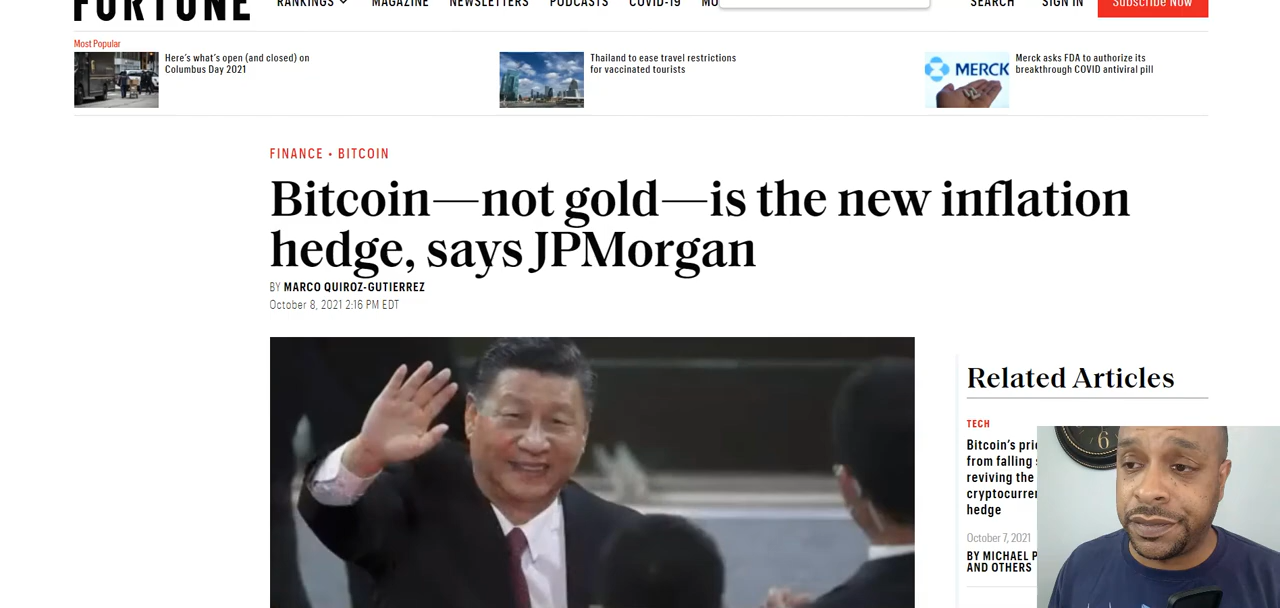 FORTUNE RANKINGS MAGAZINE NEWSLETTERS PODCASTS COVID-19 SEARCH SIGN IN Subscribe Now
Most Popular
Here's what's open (and closed) on
Columbus Day 2021
Thailand to ease travel restrictions
for vaccinated tourists
MERCK
Merck asks FDA to authorize its
breakthrough COVID antiviral pill
FINANCE • BITCOIN
Bitcoin—not gold—is the new inflation
hedge, says JPMorgan
BY MARCO QUIROZ-GUTIERREZ
October 8, 2021 2:16 PM EDT
Related Articles
TECH
Bitcoin's
from falling
reviving the
hedge
October 7, 2021
BY MICHAEL
AND OTHERS
6